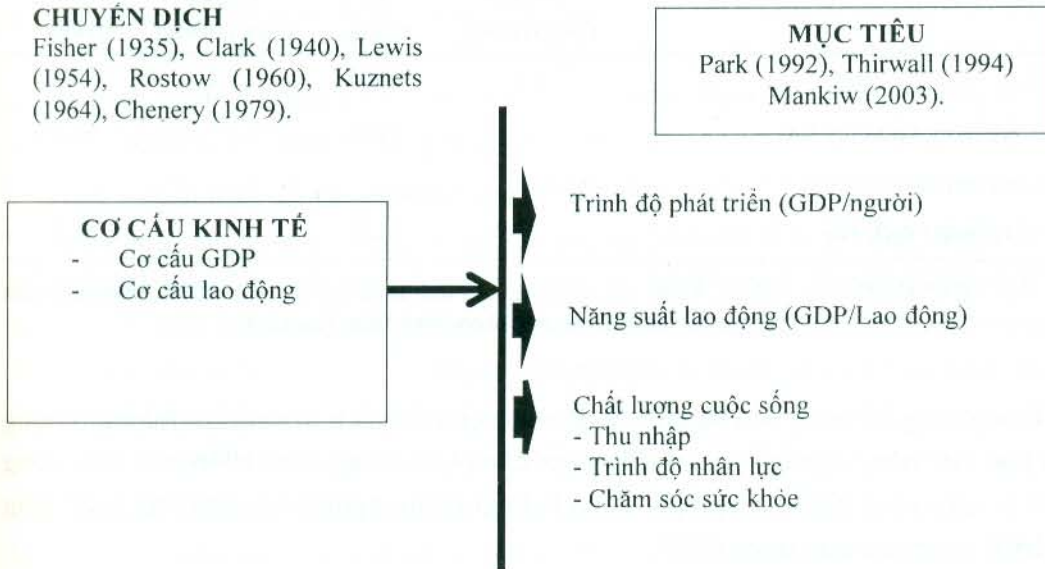 CHUYỂN DỊCH
Fisher (1935), Clark (1940), Lewis
(1954), Rostow (1960), Kuznets
(1964), Chenery (1979).
MỤC TIÊU
Park (1992), Thirwall (1994)
Mankiw (2003).
CƠ CẤU KINH TẾ
- Cơ cấu GDP
- Cơ cấu lao động
Trình độ phát triển (GDP/người)
Năng suất lao động (GDP/Lao động)
Chất lượng cuộc sống
- Thu nhập
- Trình độ nhân lực
- Chăm sóc sức khỏe